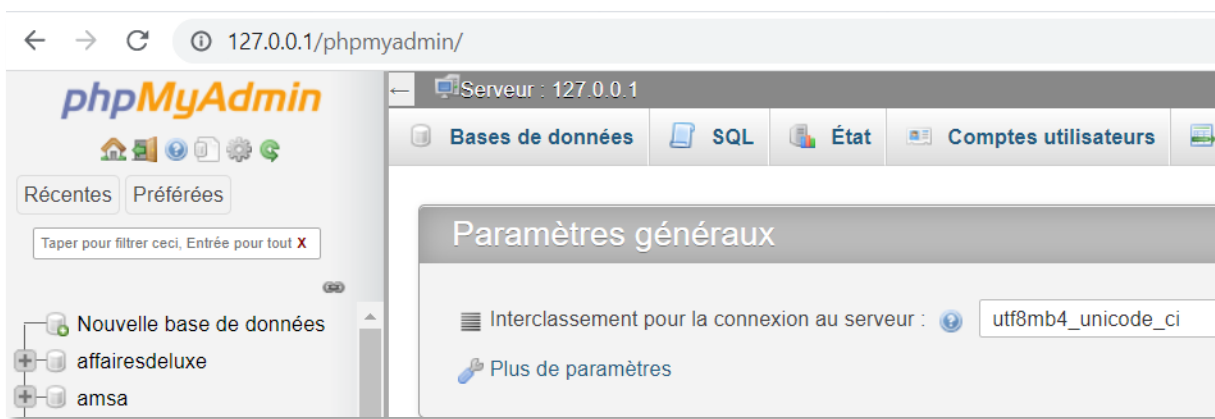 127.0.0.1/phpmyadmin/
phpMyAdmin
Récentes Préférées
Taper pour filtrer ceci, Entrée pour tout X
Nouvelle base de données
affairesdeluxe
amsa
Serveur : 127.0.0.1
Bases de données SQL État Comptes utilisateurs
Paramètres généraux
Interclassement pour la connexion au serveur : utf8mb4_unicode_ci
Plus de paramètres